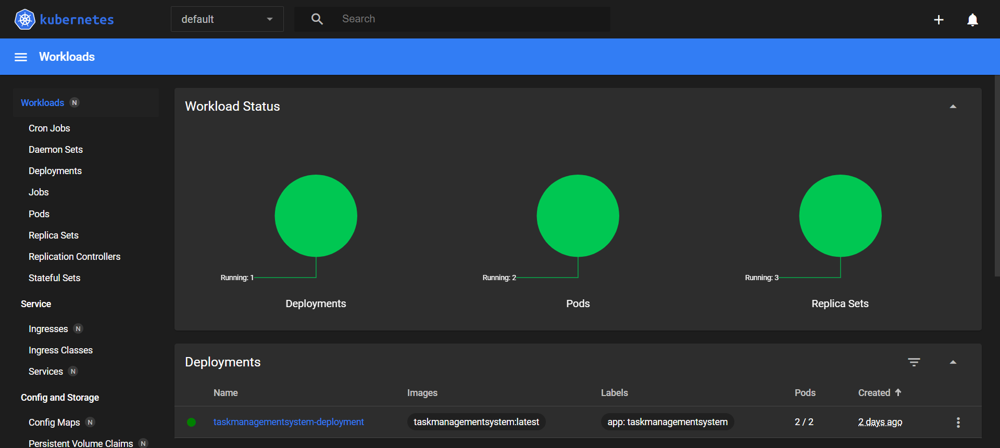 kubernetes
default
Search
Workloads
Workloads N
Cron Jobs
Daemon Sets
Deployments
Jobs
Pods
Replica Sets
Replication Controllers
Stateful Sets
Service
Ingresses N
Ingress Classes
Services N
Config and Storage
Config Maps N
Persistent Volume Claims N
Workload Status
Running: 1
Deployments
Running: 2
Pods
Running: 3
Replica Sets
Deployments
Name Images Labels Pods Created
taskmanagementsystem-deployment taskmanagementsystem:latest app: taskmanagementsystem 2 / 2 2 days ago